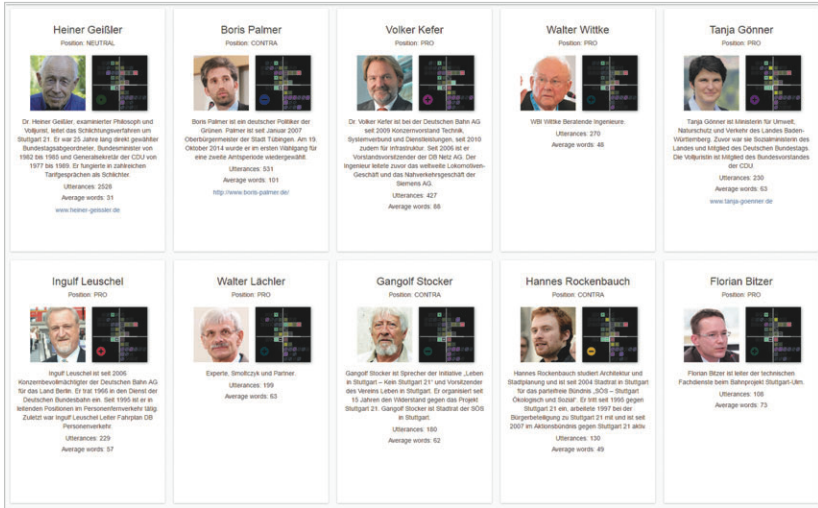 Heiner Geißler
Position: NEUTRAL
Dr. Heiner Geißler, examinierter Philosoph und
Volljurist, leitet das Schlichtungsverfahren um
Stuttgart 21. Er war 25 Jahre lang direkt gewählter
Bundestagsabgeordneter, Bundesminister von
1982 bis 1985 und Generalsekretär der CDU von
1977 bis 1989. Er fungierte in zahlreichen
Tarifgesprächen als Schlichter.
Utterances: 2526
Average words: 31
www.heiner-geissler.de
Boris Palmer
Position: CONTRA
Boris Palmer ist ein deutscher Politiker der
Grünen. Palmer ist seit Januar 2007
Oberbürgermeister der Stadt Tübingen. Am 19.
Oktober 2014 wurde er im ersten Wahlgang für
eine zweite Amtsperiode wiedergewählt.
Utterances: 531
Average words: 101
http://www.boris-palmer.de/
Volker Kefer
Position: PRO
Dr. Volker Kefer ist bei der Deutschen Bahn AG
seit 2009 Konzernvorstand Technik,
Systemverbund und Dienstleistungen, seit 2010
zudem für Infrastruktur. Seit 2006 ist er
Vorstandsvorsitzender der DB Netz AG. Der
Ingenieur leitete zuvor das weltweite Lokomotiven-
Geschäft und das Nahverkehrsgeschäft der
Siemens AG.
Utterances: 427
Average words: 88
Walter Wittke
Position: PRO
WBI Wittke Beratende Ingenieure.
Utterances: 270
Average words: 48
Tanja Gönner
Position: PRO
Tanja Gönner ist Ministerin für Umwelt,
Naturschutz und Verkehr des Landes Baden-
Württemberg. Zuvor war sie Sozialministerin des
Landes und Mitglied des Deutschen Bundestags.
Die Volljuristin ist Mitglied des Bundesvorstandes
der CDU.
Utterances: 230
Average words: 63
www.tanja-goenner.de
Ingulf Leuschel
Position: PRO
Ingulf Leuschel ist seit 2006
Konzernbevollmächtigter der Deutschen Bahn AG
für das Land Berlin. Er trat 1966 in den Dienst der
Deutschen Bundesbahn ein. Seit 1995 ist er in
leitenden Positionen im Personenfernverkehr tätig.
Zuletzt war Ingulf Leuschel Leiter Fahrplan DB
Personenverkehr.
Utterances: 229
Average words: 57
Walter Lächler
Position: PRO
Experte, Smoltczyk und Partner.
Utterances: 199
Average words: 63
Gangolf Stocker
Position: CONTRA
Gangolf Stocker ist Sprecher der Initiative „Leben
in Stuttgart – Kein Stuttgart 21“ und Vorsitzender
des Vereins Leben in Stuttgart. Er organisiert seit
15 Jahren den Widerstand gegen das Projekt
Stuttgart 21. Gangolf Stocker ist Stadtrat der SÖS
in Stuttgart.
Utterances: 180
Average words: 62
Hannes Rockenbauch
Position: CONTRA
Hannes Rockenbauch studiert Architektur und
Stadtplanung und ist seit 2004 Stadtrat in Stuttgart
für das parteifreie Bündnis „SÖS – Stuttgart
Ökologisch und Sozial“. Er tritt seit 1995 gegen
Stuttgart 21 ein, arbeitete 1997 bei der
Bürgerbeteiligung zu Stuttgart 21 mit und ist seit
2007 im Aktionsbündnis gegen Stuttgart 21 aktiv.
Utterances: 130
Average words: 49
Florian Bitzer
Position: PRO
Florian Bitzer ist leiter der technischen
Fachdienste beim Bahnprojekt Stuttgart-Ulm.
Utterances: 108
Average words: 73